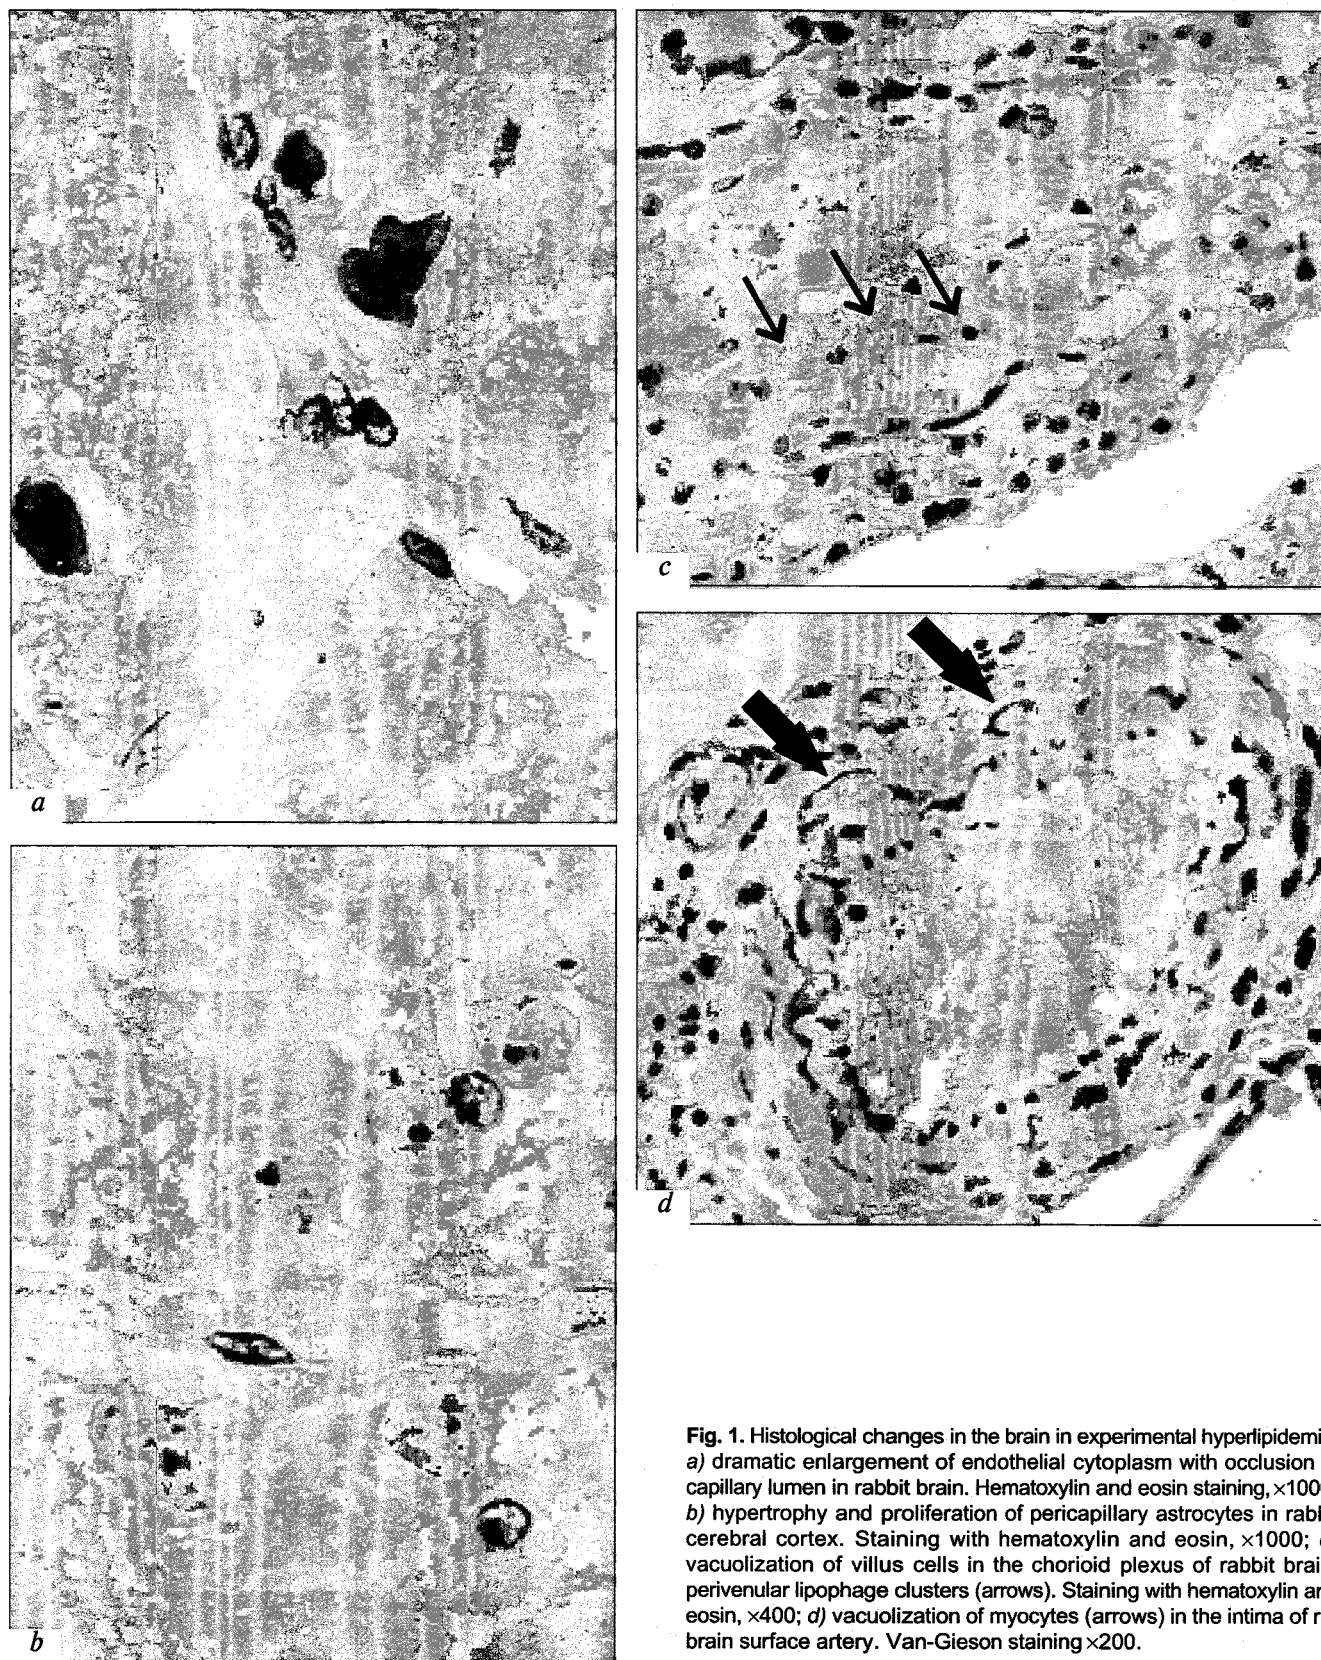 a
b
c
d
Fig. 1. Histological changes in the brain in experimental hyperlipidemi
a) dramatic enlargement of endothelial cytoplasm with occlusion
capillary lumen in rabbit brain. Hematoxylin and eosin staining, ×100
b) hypertrophy and proliferation of pericapillary astrocytes in rabb
cerebral cortex. Staining with hematoxylin and eosin, ×1000;
vacuolization of villus cells in the chorioid plexus of rabbit brai
perivenular lipophage clusters (arrows). Staining with hematoxylin an
eosin, ×400; d) vacuolization of myocytes (arrows) in the intima of r
brain surface artery. Van-Gieson staining ×200.